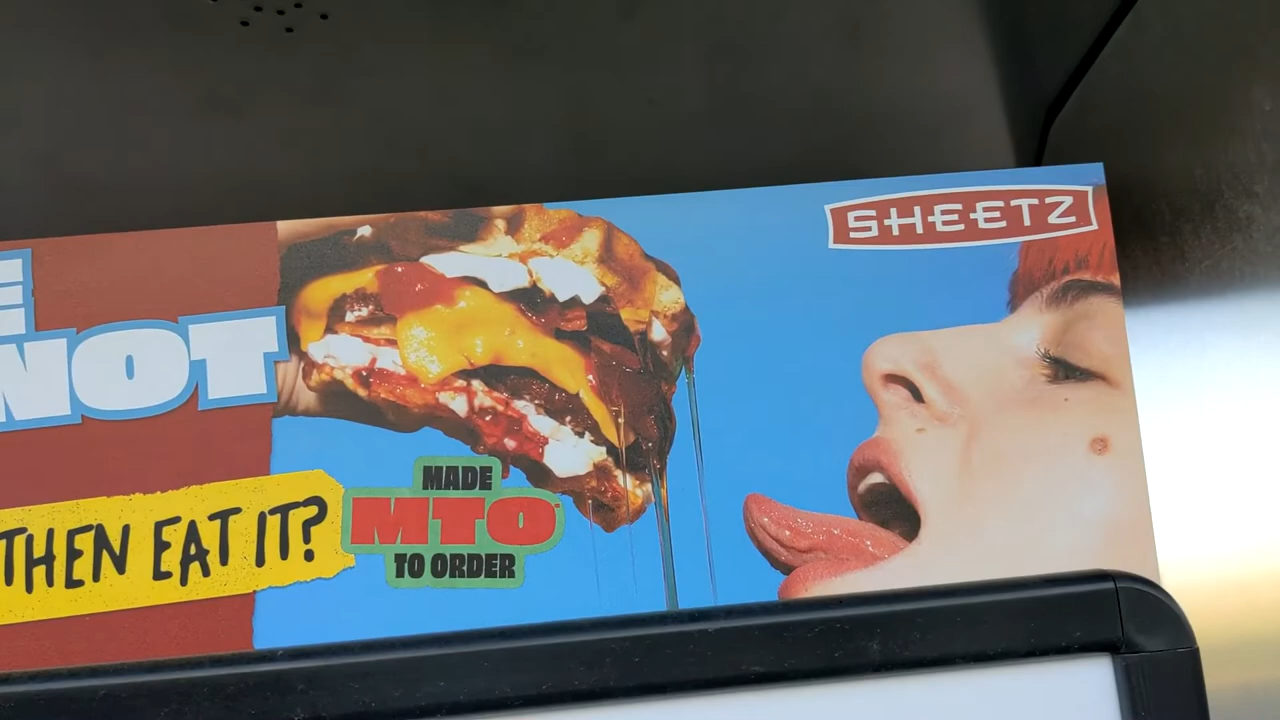 NOT
THEN EAT IT?
MADE
MTO
TO ORDER
SHEETZ